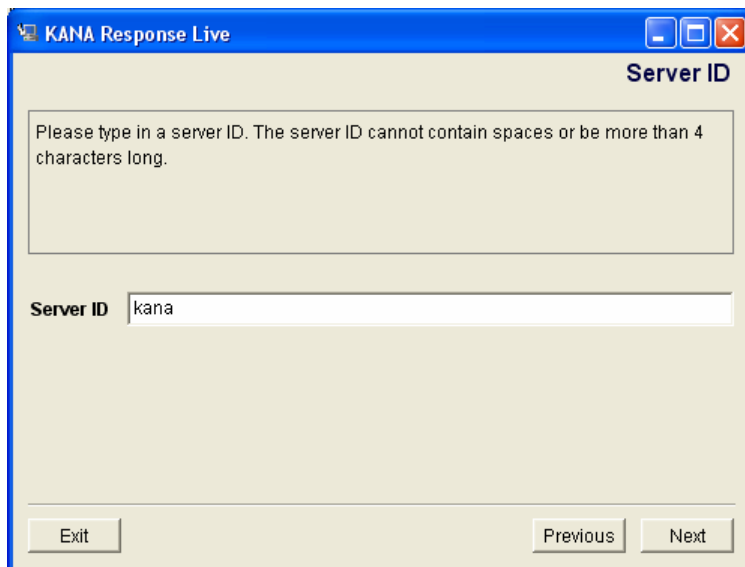 KANA Response Live
Server ID
Please type in a server ID. The server ID cannot contain spaces or be more than 4
characters long.
Server ID kana
Exit Previous Next